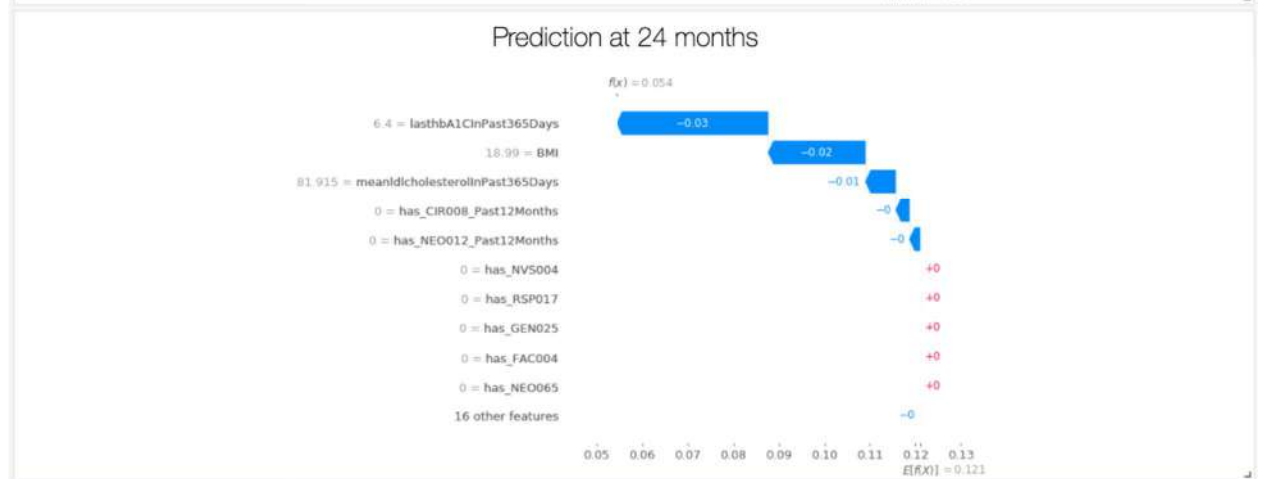 Prediction at 24 months
f(x) = 0.054
6.4 = lasthbA1CInPast365Days
−0.03
18.99 = BMI
−0.02
81.915 = meanldlcholesterolInPast365Days
−0.01
0 = has_CIR008_Past12Months
−0
0 = has_NEO012_Past12Months
−0
0 = has_NVS004
+0
0 = has_RSP017
+0
0 = has_GEN025
+0
0 = has_FAC004
+0
0 = has_NEO065
+0
16 other features
−0
0.05 0.06 0.07 0.08 0.09 0.10 0.11 0.12 0.13
E[f(X)] = 0.121